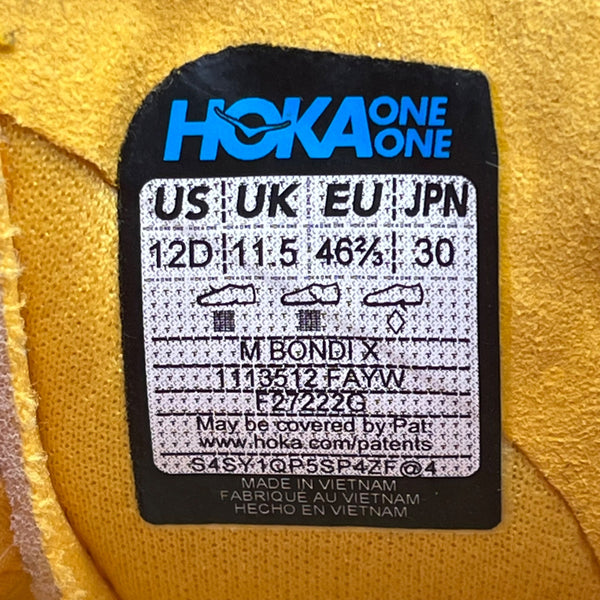 HOKA ONE ONE
US UK EU JPN
12D 11.5 46⅔ 30
M BONDI X
1113512 FAYW
F27222G
May be covered by Pat:
www.hoka.com/patents
S4SY1QP5SP4ZF@4
MADE IN VIETNAM
FABRIQUÉ AU VIETNAM
HECHO EN VIETNAM